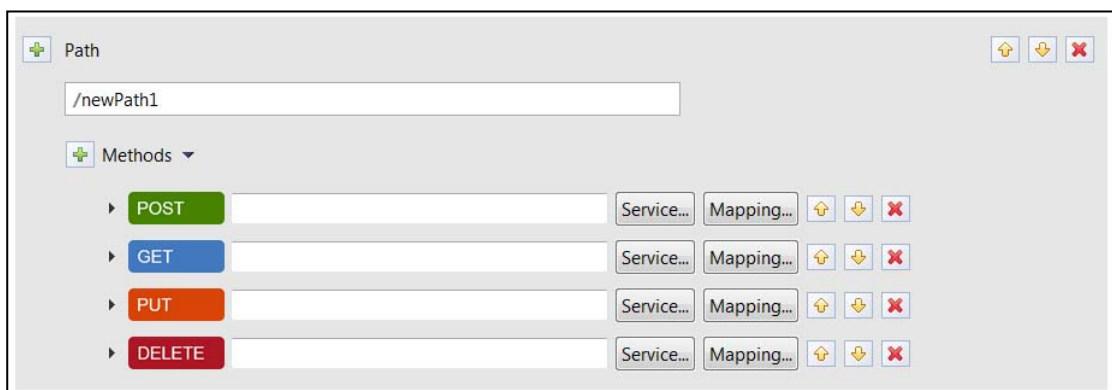 Path
/newPath1
Methods
POST Service... Mapping...
GET Service... Mapping...
PUT Service... Mapping...
DELETE Service... Mapping...